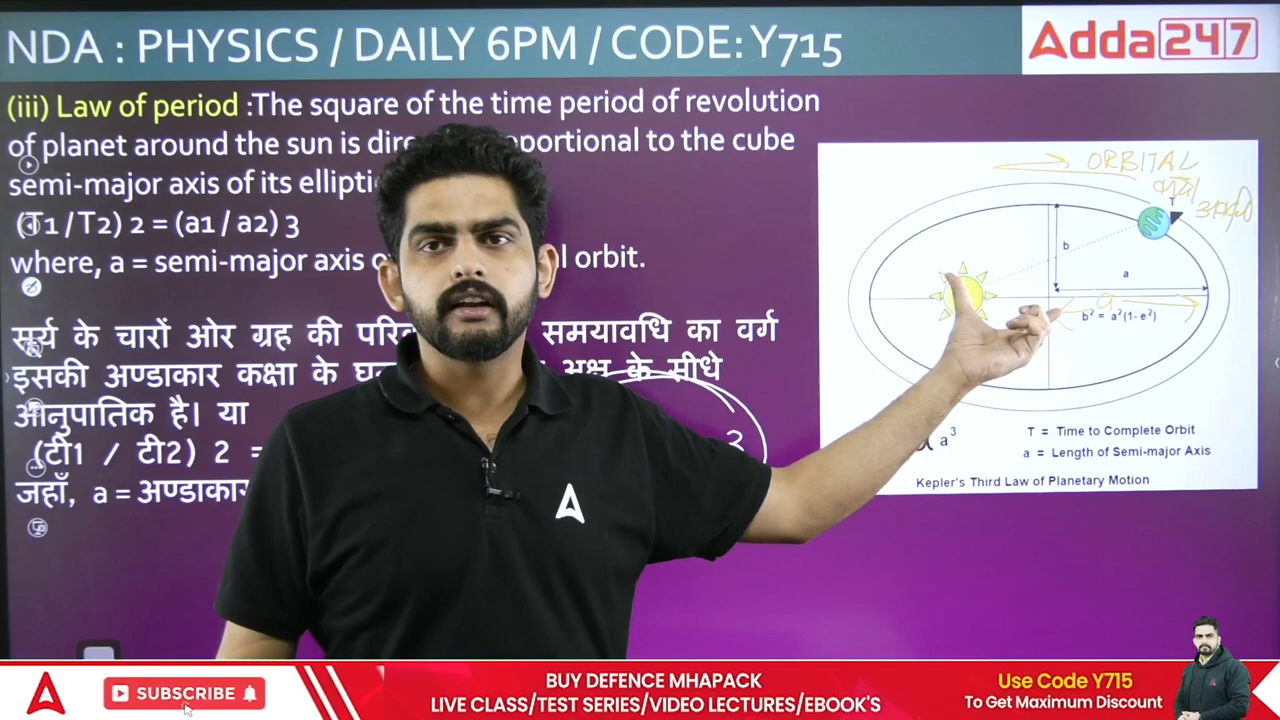 NDA : PHYSICS / DAILY 6PM / CODE: Y715
Adda247
(iii) Law of period :The square of the time period of revolution
of planet around the sun is proportional to the cube
semi-major axis of its
(T1 / T2) 2 = (a1 / a2) 3
where, a = semi-major axis orbit.
सूर्य के चारों ओर ग्रह की समयावधि का वर्ग
इसकी अण्डाकार कक्षा के अक्ष के सीधे
आनुपातिक है। या
(टी1 / टी2) 2 =
जहाँ, a = अण्डाकार
3
ORBITAL
T
b
a
a
b² = a²(1- e²)
α a³
T = Time to Complete Orbit
a = Length of Semi-major Axis
Kepler's Third Law of Planetary Motion
SUBSCRIBE
BUY DEFENCE MHAPACK
LIVE CLASS/TEST SERIES/VIDEO LECTURES/EBOOK'S
Use Code Y715
To Get Maximum Discount